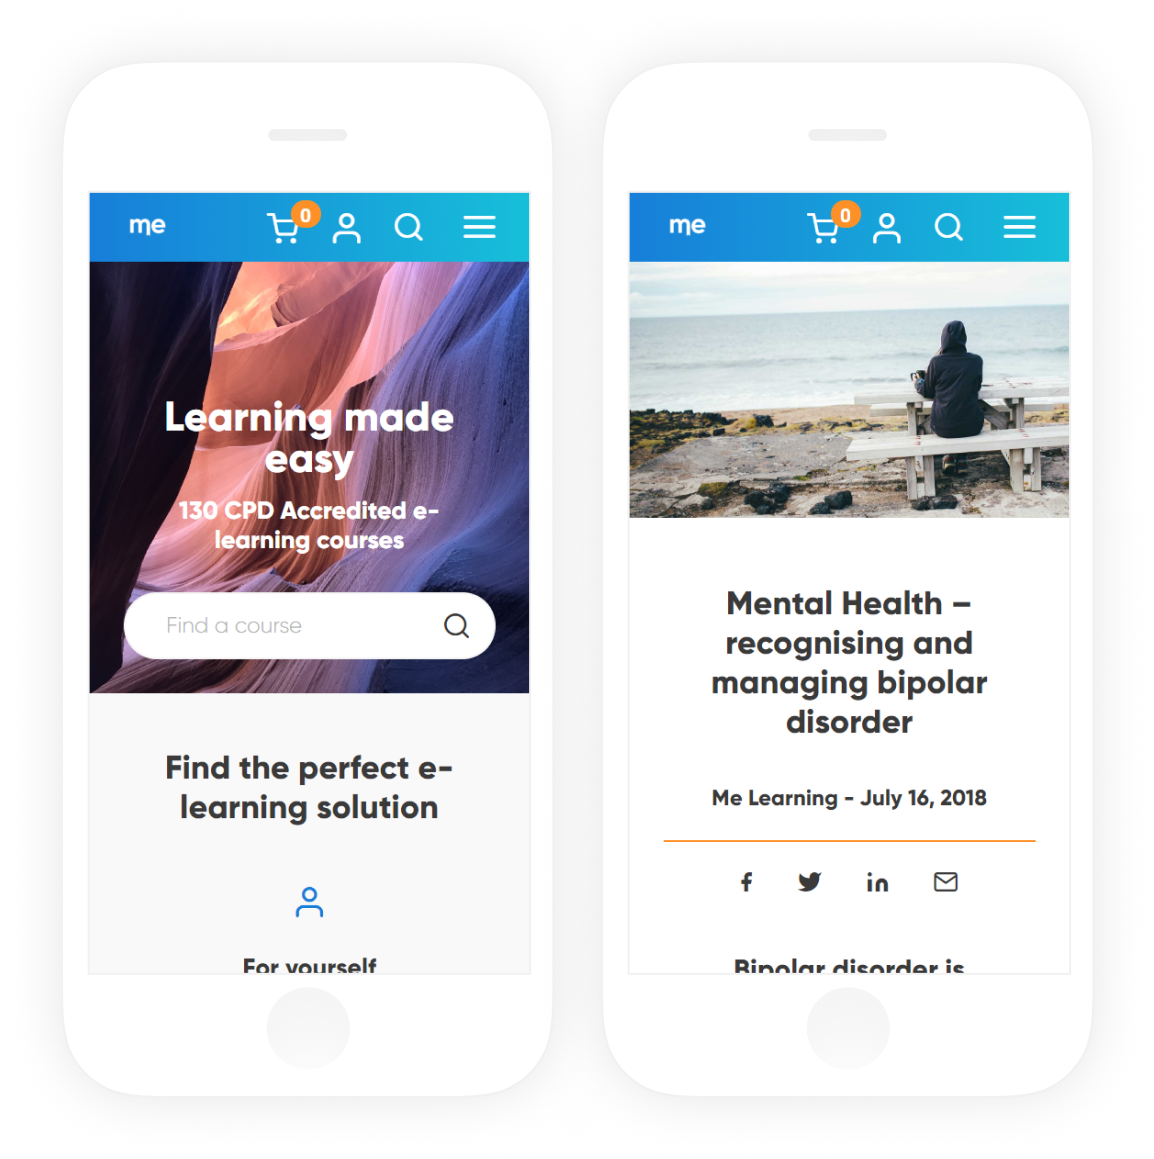 me
0
Learning made
easy
130 CPD Accredited e-
learning courses
Find a course
Find the perfect e-
learning solution
For yourself
me
0
Mental Health –
recognising and
managing bipolar
disorder
Me Learning - July 16, 2018
Bipolar disorder is